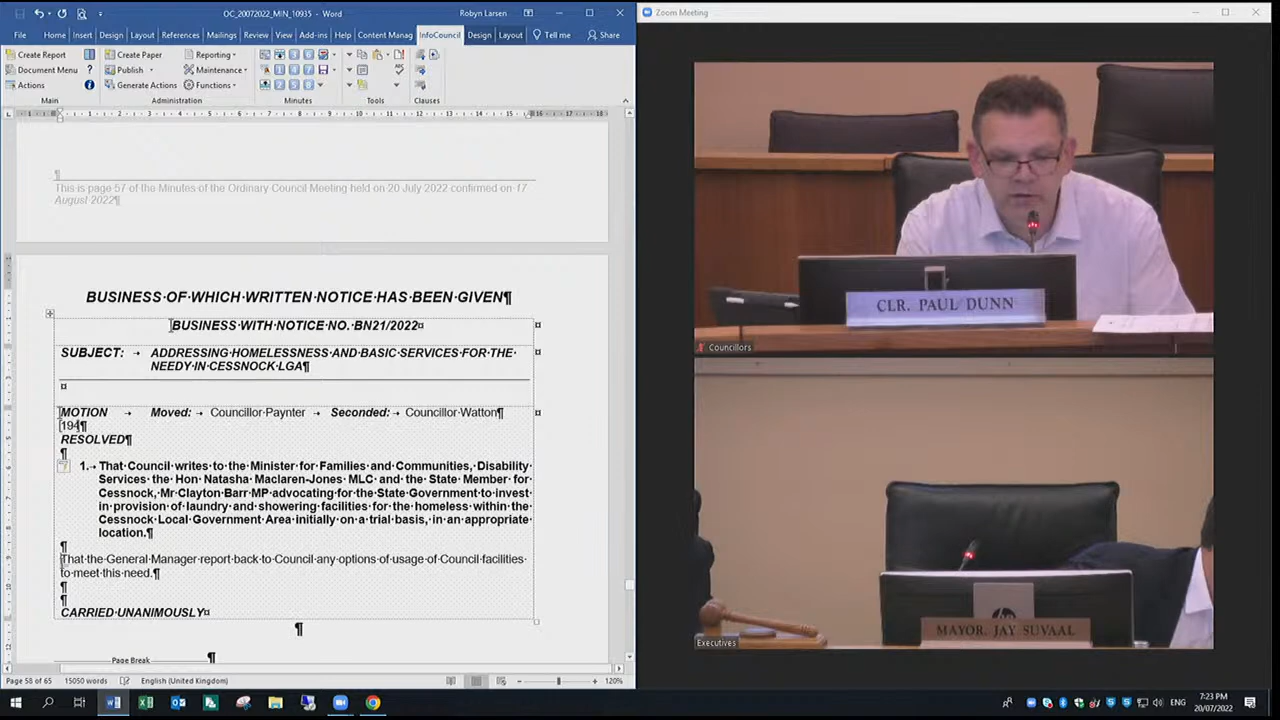 OC_20072022_MIN_10935 - Word
Robyn Larsen
Zoom Meeting
File Home Insert Design Layout References Mailings Review View Add-ins Help Content Manag InfoCouncil Design Layout Tell me Share
Create Report Create Paper Reporting
Document Menu Publish Maintenance
Actions Generate Actions Functions
Main Administration Minutes Tools Clauses
This is page 57 of the Minutes of the Ordinary Council Meeting held on 20 July 2022 confirmed on 17
August 2022¶
BUSINESS·OF·WHICH·WRITTEN·NOTICE·HAS·BEEN·GIVEN¶
BUSINESS·WITH·NOTICE·NO.·BN21/2022¤
SUBJECT: → ADDRESSING·HOMELESSNESS·AND·BASIC·SERVICES·FOR·THE·
NEEDY·IN·CESSNOCK·LGA¶
MOTION → Moved: → Councillor·Paynter → Seconded: → Councillor·Watton¶
194¶
RESOLVED¶
1.→ That·Council·writes·to·the·Minister·for·Families·and·Communities,·Disability·
Services the Hon Natasha Maclaren-Jones MLC and the State Member for
Cessnock,·Mr·Clayton·Barr·MP·advocating·for·the·State·Government·to·invest·
in·provision·of·laundry·and·showering·facilities·for·the·homeless·within·the·
Cessnock·Local·Government·Area·initially·on·a·trial·basis,·in·an·appropriate·
location.¶
That·the·General·Manager·report·back·to·Council·any·options·of·usage·of·Council·facilities·
to·meet·this·need.¶
CARRIED·UNANIMOUSLY¤
Page Break
Page 58 of 65 15050 words English (United Kingdom) 120%
CLR. PAUL DUNN
Councillors
MAYOR. JAY SUVAAL
Executives
ENG 7:23 PM
20/07/2022